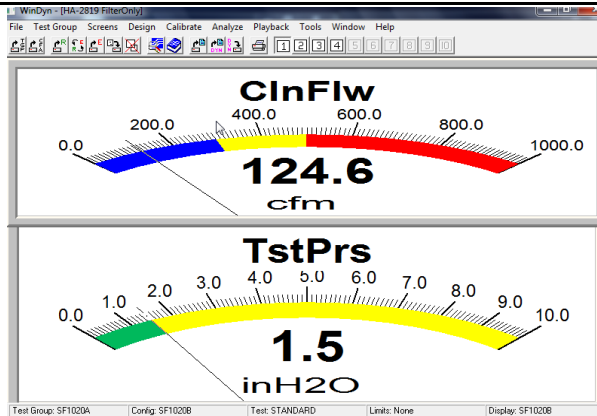 WinDyn - [HA-2819 FilterOnly]
File Test Group Screens Design Calibrate Analyze Playback Tools Window Help
1 2 3 4 5 6 7 8 9 10
ClnFlw
0.0 200.0 400.0 600.0 800.0 1000.0
124.6
cfm
TstPrs
0.0 1.0 2.0 3.0 4.0 5.0 6.0 7.0 8.0 9.0 10.0
1.5
inH2O
Test Group: SF1020A Config: SF1020B Test: STANDARD Limits: None Display: SF1020B